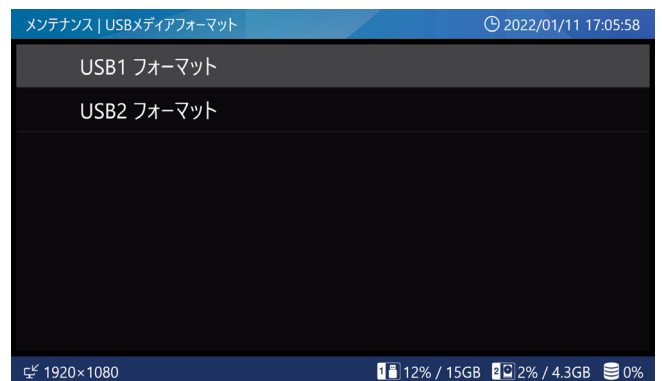 メンテナンス | USBメディアフォーマット 2022/01/11 17:05:58
USB1 フォーマット
USB2 フォーマット
1920×1080 1 12% / 15GB 2 2% / 4.3GB 0%